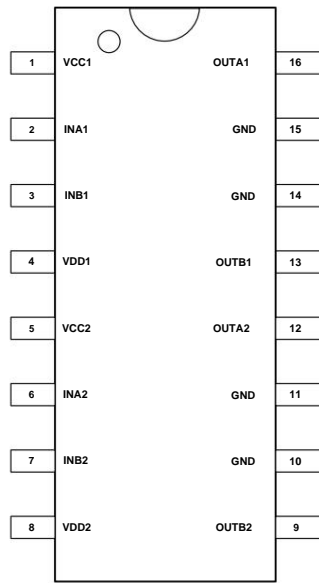 1 VCC1 OUTA1 16
2 INA1 GND 15
3 INB1 GND 14
4 VDD1 OUTB1 13
5 VCC2 OUTA2 12
6 INA2 GND 11
7 INB2 GND 10
8 VDD2 OUTB2 9